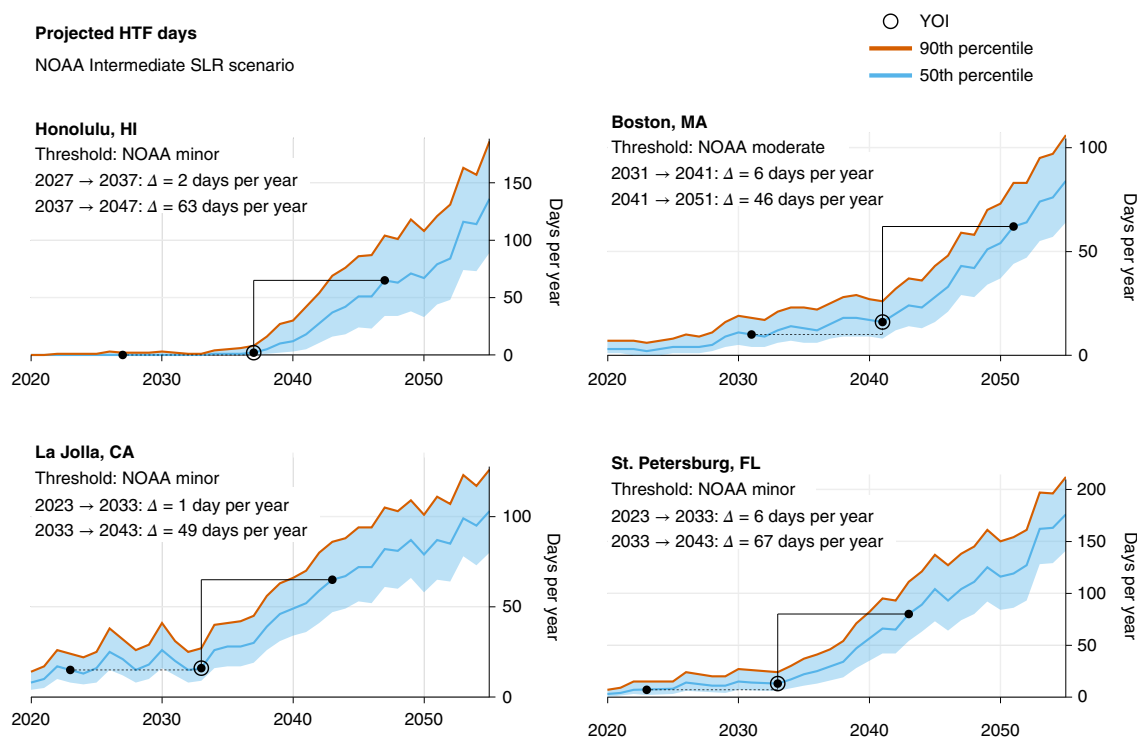 Projected HTF days
NOAA Intermediate SLR scenario
YOI
90th percentile
50th percentile
Honolulu, HI
Threshold: NOAA minor
2027 → 2037: Δ = 2 days per year
2037 → 2047: Δ = 63 days per year
150
100
50
0
Days per year
2020
2030
2040
2050
Boston, MA
Threshold: NOAA moderate
2031 → 2041: Δ = 6 days per year
2041 → 2051: Δ = 46 days per year
100
50
0
Days per year
2020
2030
2040
2050
La Jolla, CA
Threshold: NOAA minor
2023 → 2033: Δ = 1 day per year
2033 → 2043: Δ = 49 days per year
100
50
0
Days per year
2020
2030
2040
2050
St. Petersburg, FL
Threshold: NOAA minor
2023 → 2033: Δ = 6 days per year
2033 → 2043: Δ = 67 days per year
200
150
100
50
0
Days per year
2020
2030
2040
2050